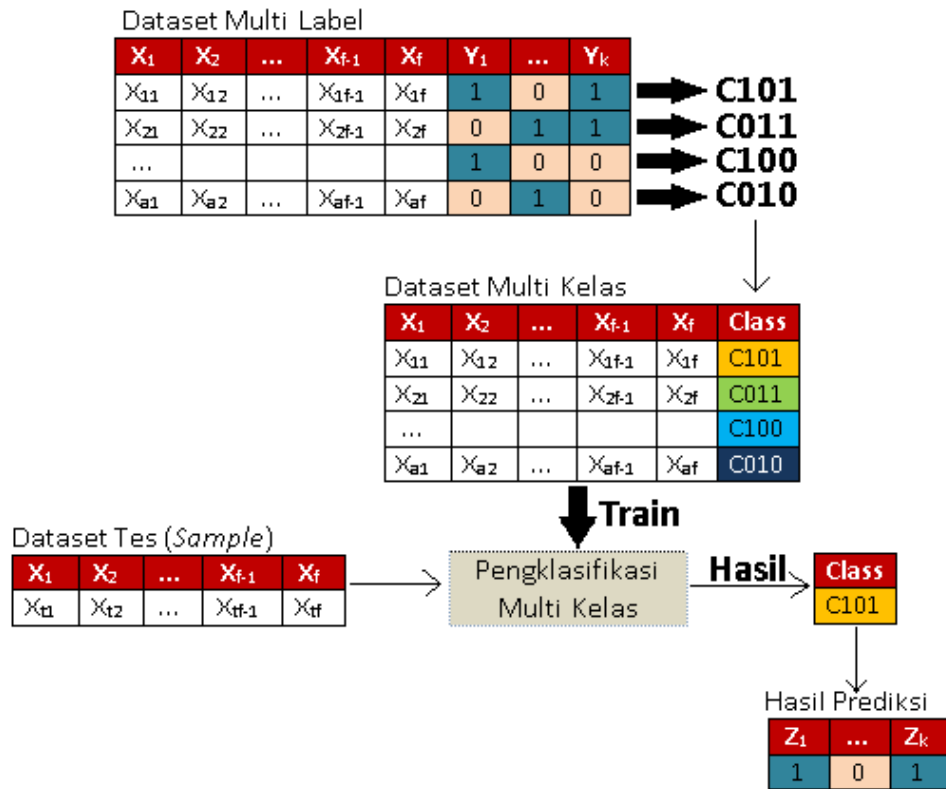 Dataset Multi Label
X1 X2 ... Xf-1 Xf Y1 ... Yk
X11 X12 ... X1f-1 X1f 1 0 1 C101
X21 X22 ... X2f-1 X2f 0 1 1 C011
... 1 0 0 C100
Xa1 Xa2 ... Xaf-1 Xaf 0 1 0 C010
Dataset Multi Kelas
X1 X2 ... Xf-1 Xf Class
X11 X12 ... X1f-1 X1f C101
X21 X22 ... X2f-1 X2f C011
... C100
Xa1 Xa2 ... Xaf-1 Xaf C010
Train
Dataset Tes (Sample)
X1 X2 ... Xf-1 Xf
Xt1 Xt2 ... Xtf-1 Xtf
Pengklasifikasi
Multi Kelas
Hasil
Class
C101
Hasil Prediksi
Z1 ... Zk
1 0 1